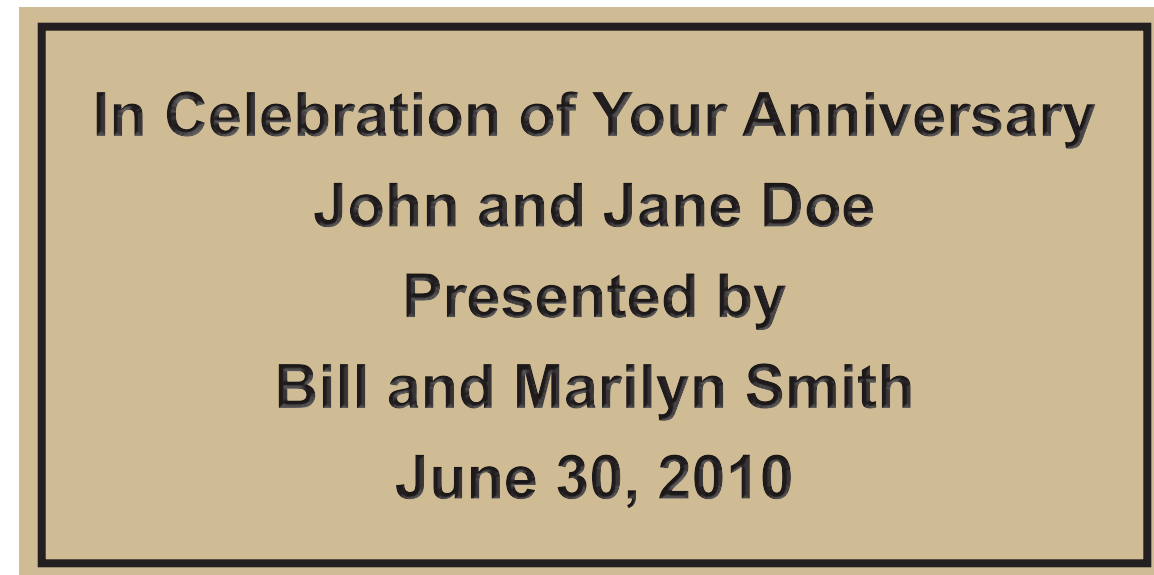 In Celebration of Your Anniversary
John and Jane Doe
Presented by
Bill and Marilyn Smith
June 30, 2010